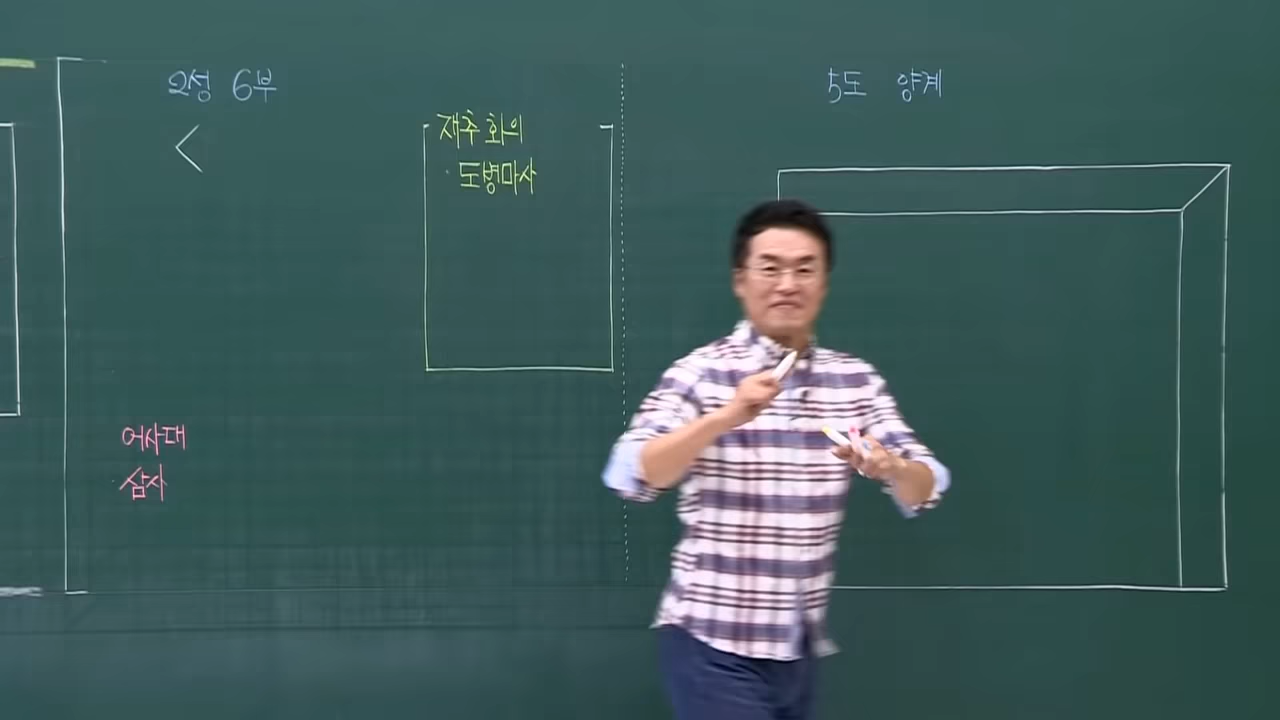 2성 6부
재추 회의
도병마사
어사대
삼사
5도 양계